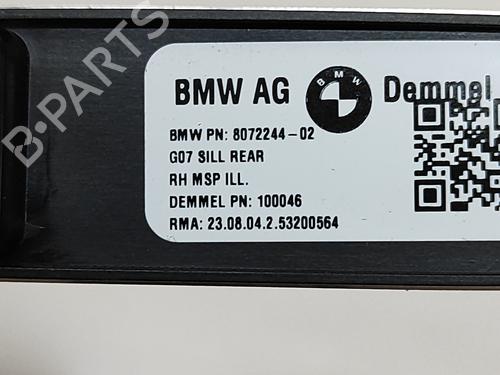 BMW AG BMW Demmel
BMW PN: 8072244-02
G07 SILL REAR
RH MSP ILL.
DEMMEL PN: 100046
RMA: 23.08.04.2.53200564
B-PARTS